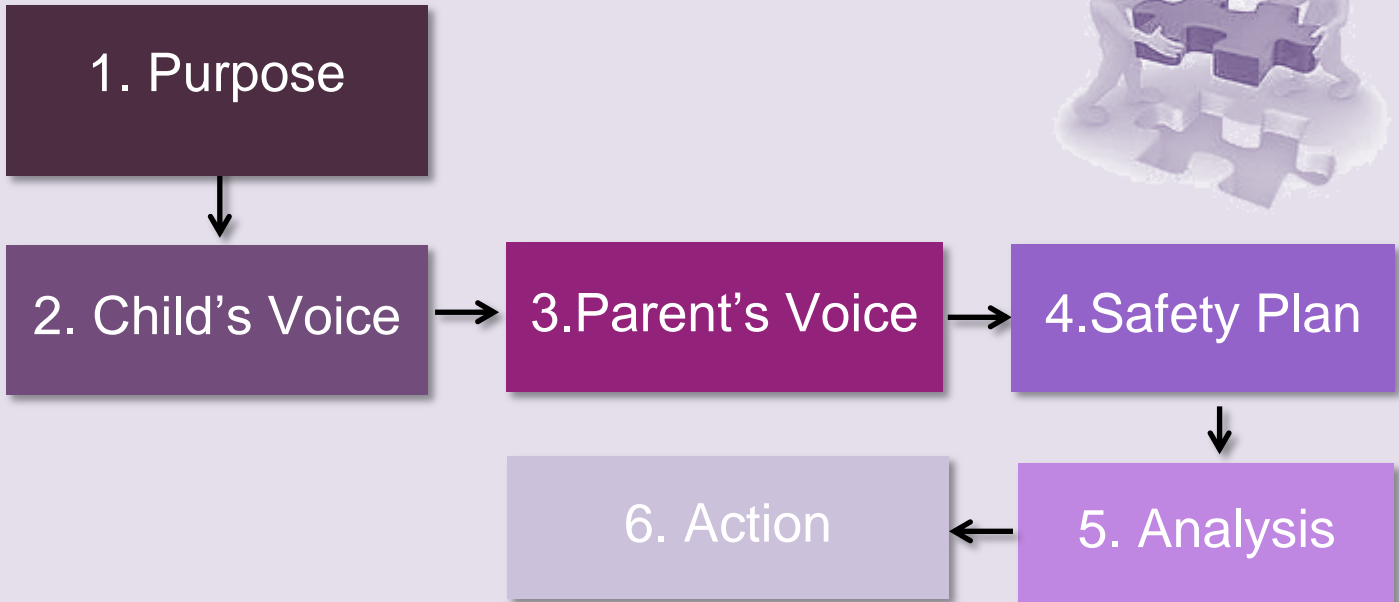 1. Purpose
2. Child’s Voice
3.Parent’s Voice
4.Safety Plan
5. Analysis
6. Action